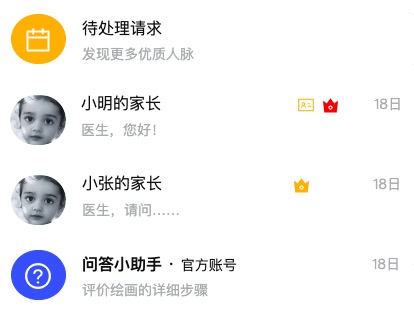 待处理请求
发现更多优质人脉
小明的家长 18日
医生，您好！
小张的家长 18日
医生，请问……
问答小助手 · 官方账号 18日
评价绘画的详细步骤